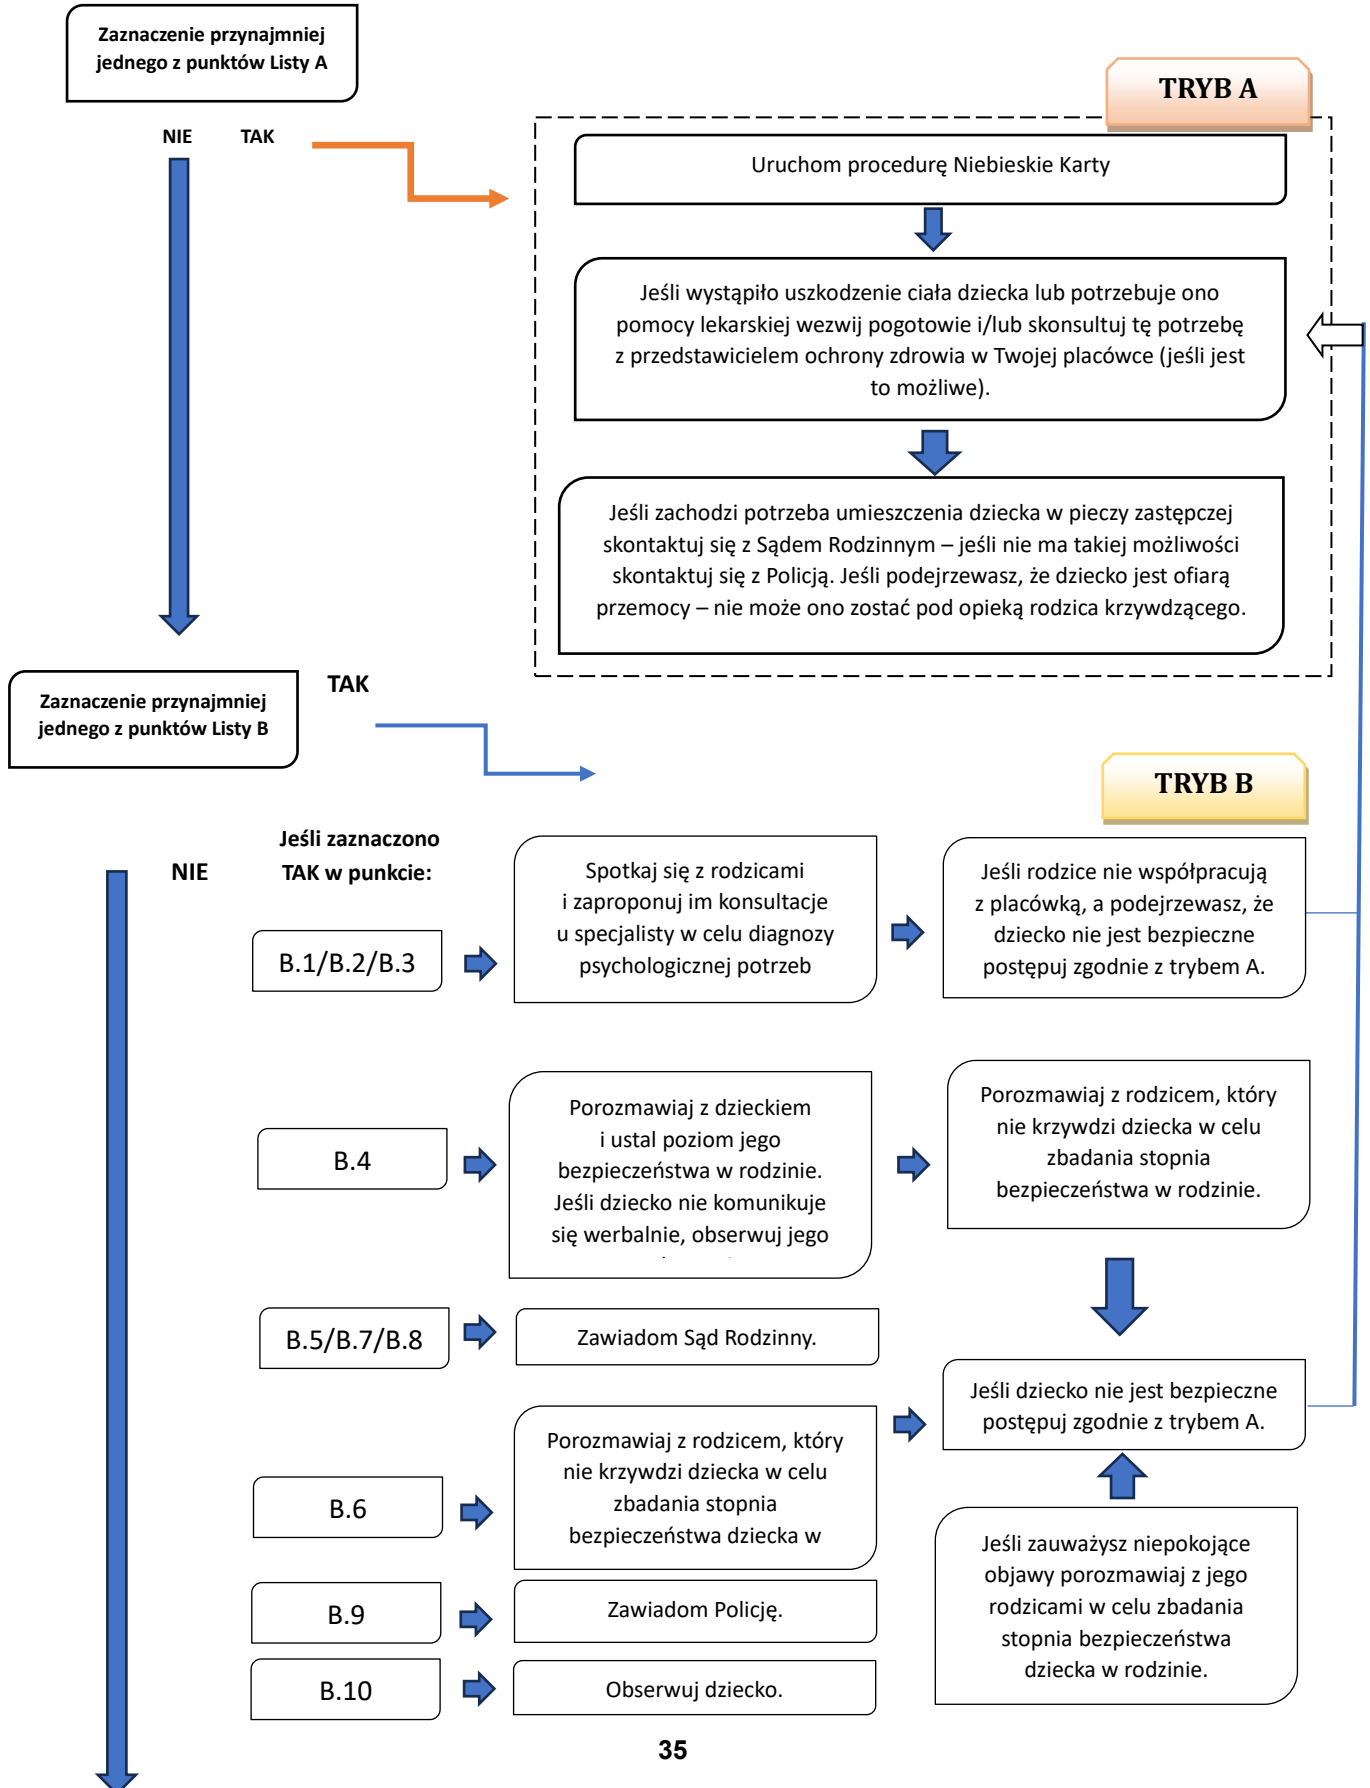 Zaznaczenie przynajmniej
jednego z punktów Listy A
NIE
TAK
TRYB A
Uruchom procedurę Niebieskie Karty
Jeśli wystąpiło uszkodzenie ciała dziecka lub potrzebuje ono
pomocy lekarskiej wezwij pogotowie i/lub skonsultuj tę potrzebę
z przedstawicielem ochrony zdrowia w Twojej placówce (jeśli jest
to możliwe).
Jeśli zachodzi potrzeba umieszczenia dziecka w pieczy zastępczej
skontaktuj się z Sądem Rodzinnym – jeśli nie ma takiej możliwości
skontaktuj się z Policją. Jeśli podejrzewasz, że dziecko jest ofiarą
przemocy – nie może ono zostać pod opieką rodzica krzywdzącego.
Zaznaczenie przynajmniej
jednego z punktów Listy B
TAK
TRYB B
NIE
Jeśli zaznaczono
TAK w punkcie:
B.1/B.2/B.3
Spotkaj się z rodzicami
i zaproponuj im konsultacje
u specjalisty w celu diagnozy
psychologicznej potrzeb
Jeśli rodzice nie współpracują
z placówką, a podejrzewasz, że
dziecko nie jest bezpieczne
postępuj zgodnie z trybem A.
B.4
Porozmawiaj z dzieckiem
i ustal poziom jego
bezpieczeństwa w rodzinie.
Jeśli dziecko nie komunikuje
się werbalnie, obserwuj jego
Porozmawiaj z rodzicem, który
nie krzywdzi dziecka w celu
zbadania stopnia
bezpieczeństwa w rodzinie.
B.5/B.7/B.8
Zawiadom Sąd Rodzinny.
Jeśli dziecko nie jest bezpieczne
postępuj zgodnie z trybem A.
B.6
Porozmawiaj z rodzicem, który
nie krzywdzi dziecka w celu
zbadania stopnia
bezpieczeństwa dziecka w
Jeśli zauważysz niepokojące
objawy porozmawiaj z jego
rodzicami w celu zbadania
stopnia bezpieczeństwa
dziecka w rodzinie.
B.9
Zawiadom Policję.
B.10
Obserwuj dziecko.
35